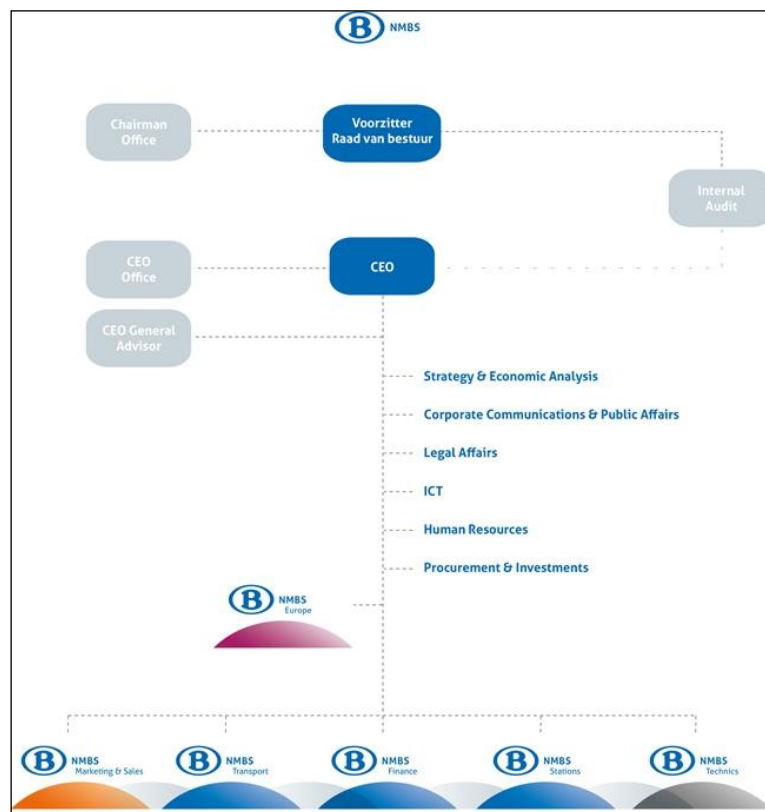 B NMBS
Chairman
Office
Voorzitter
Raad van bestuur
Internal
Audit
CEO
Office
CEO
CEO General
Advisor
Strategy & Economic Analysis
Corporate Communications & Public Affairs
Legal Affairs
ICT
Human Resources
Procurement & Investments
B NMBS
Europe
B NMBS
Marketing & Sales
B NMBS
Transport
B NMBS
Finance
B NMBS
Stations
B NMBS
Technics